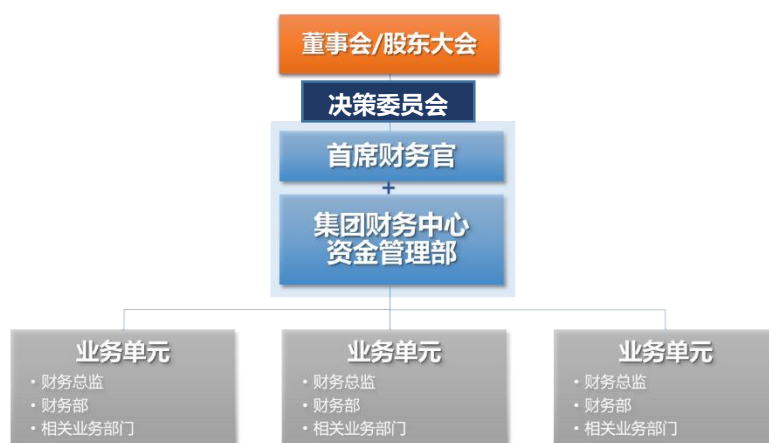 董事会/股东大会
决策委员会
首席财务官
+
集团财务中心
资金管理部
业务单元
• 财务总监
• 财务部
• 相关业务部门
业务单元
• 财务总监
• 财务部
• 相关业务部门
业务单元
• 财务总监
• 财务部
• 相关业务部门